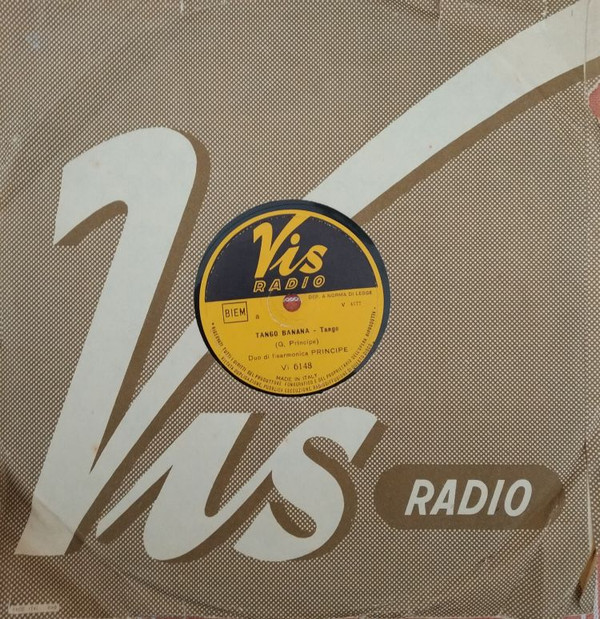 Vis
RADIO
DISC. A NORMA DI LEGGE
BIEM
B
TANGO BANANA - Tango
(G. Principe)
Duo di fisarmonica PRINCIPE
Vi 6148
MADE IN ITALY
Vis
RADIO